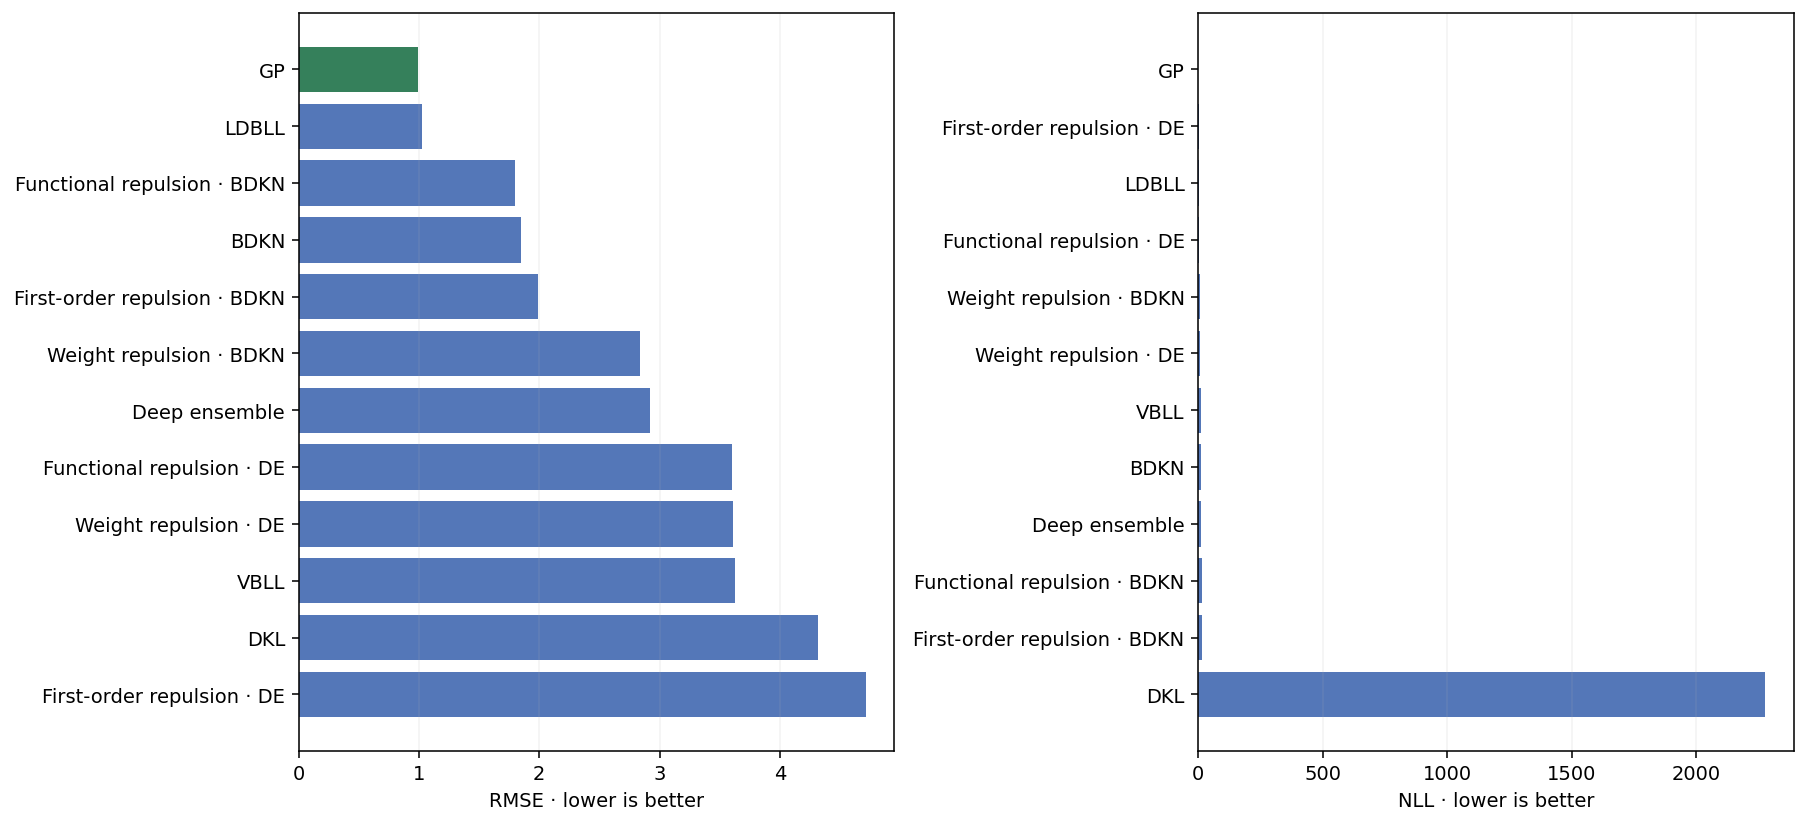 GP
LDBLL
Functional repulsion · BDKN
BDKN
First-order repulsion · BDKN
Weight repulsion · BDKN
Deep ensemble
Functional repulsion · DE
Weight repulsion · DE
VBLL
DKL
First-order repulsion · DE
0 1 2 3 4
RMSE · lower is better
GP
First-order repulsion · DE
LDBLL
Functional repulsion · DE
Weight repulsion · BDKN
Weight repulsion · DE
VBLL
BDKN
Deep ensemble
Functional repulsion · BDKN
First-order repulsion · BDKN
DKL
0 500 1000 1500 2000
NLL · lower is better